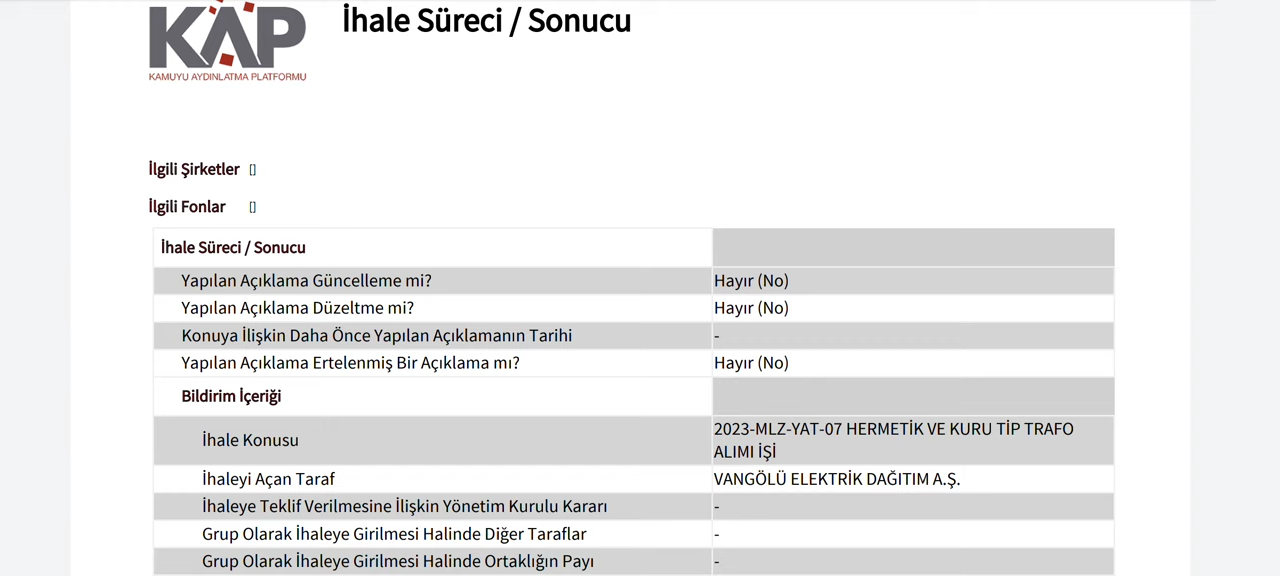 KAP
KAMUYU AYDINLATMA PLATFORMU
İhale Süreci / Sonucu
İlgili Şirketler []
İlgili Fonlar []
İhale Süreci / Sonucu
Yapılan Açıklama Güncelleme mi? Hayır (No)
Yapılan Açıklama Düzeltme mi? Hayır (No)
Konuya İlişkin Daha Önce Yapılan Açıklamanın Tarihi -
Yapılan Açıklama Ertelenmiş Bir Açıklama mı? Hayır (No)
Bildirim İçeriği
İhale Konusu 2023-MLZ-YAT-07 HERMETİK VE KURU TİP TRAFO
ALIMI İŞİ
İhaleyi Açan Taraf VANGÖLÜ ELEKTRİK DAĞITIM A.Ş.
İhaleye Teklif Verilmesine İlişkin Yönetim Kurulu Kararı -
Grup Olarak İhaleye Girilmesi Halinde Diğer Taraflar -
Grup Olarak İhaleye Girilmesi Halinde Ortaklığın Payı -